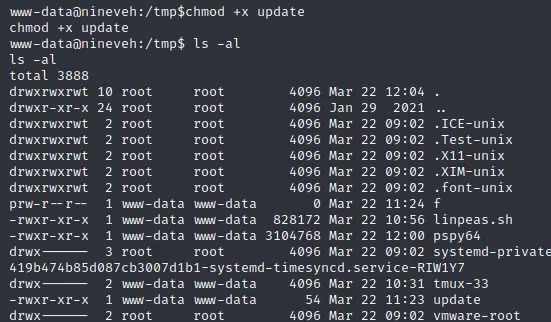 www-data@nineveh:/tmp$chmod +x update
chmod +x update
www-data@nineveh:/tmp$ ls -al
ls -al
total 3888
drwxrwxrwt 10 root     root        4096 Mar 22 12:04 .
drwxr-xr-x 24 root     root        4096 Jan 29  2021 ..
drwxrwxrwt  2 root     root        4096 Mar 22 09:02 .ICE-unix
drwxrwxrwt  2 root     root        4096 Mar 22 09:02 .Test-unix
drwxrwxrwt  2 root     root        4096 Mar 22 09:02 .X11-unix
drwxrwxrwt  2 root     root        4096 Mar 22 09:02 .XIM-unix
drwxrwxrwt  2 root     root        4096 Mar 22 09:02 .font-unix
prw-r--r--  1 www-data www-data       0 Mar 22 11:24 f
-rwxr-xr-x  1 www-data www-data  828172 Mar 22 10:56 linpeas.sh
-rwxr-xr-x  1 www-data www-data 3104768 Mar 22 12:00 pspy64
drwx------  3 root     root        4096 Mar 22 09:02 systemd-private
419b474b85d087cb3007d1b1-systemd-timesyncd.service-RIW1Y7
drwx------  2 www-data www-data    4096 Mar 22 10:31 tmux-33
-rwxr-xr-x  1 www-data www-data      54 Mar 22 11:23 update
drwx------  2 root     root        4096 Mar 22 09:02 vmware-root